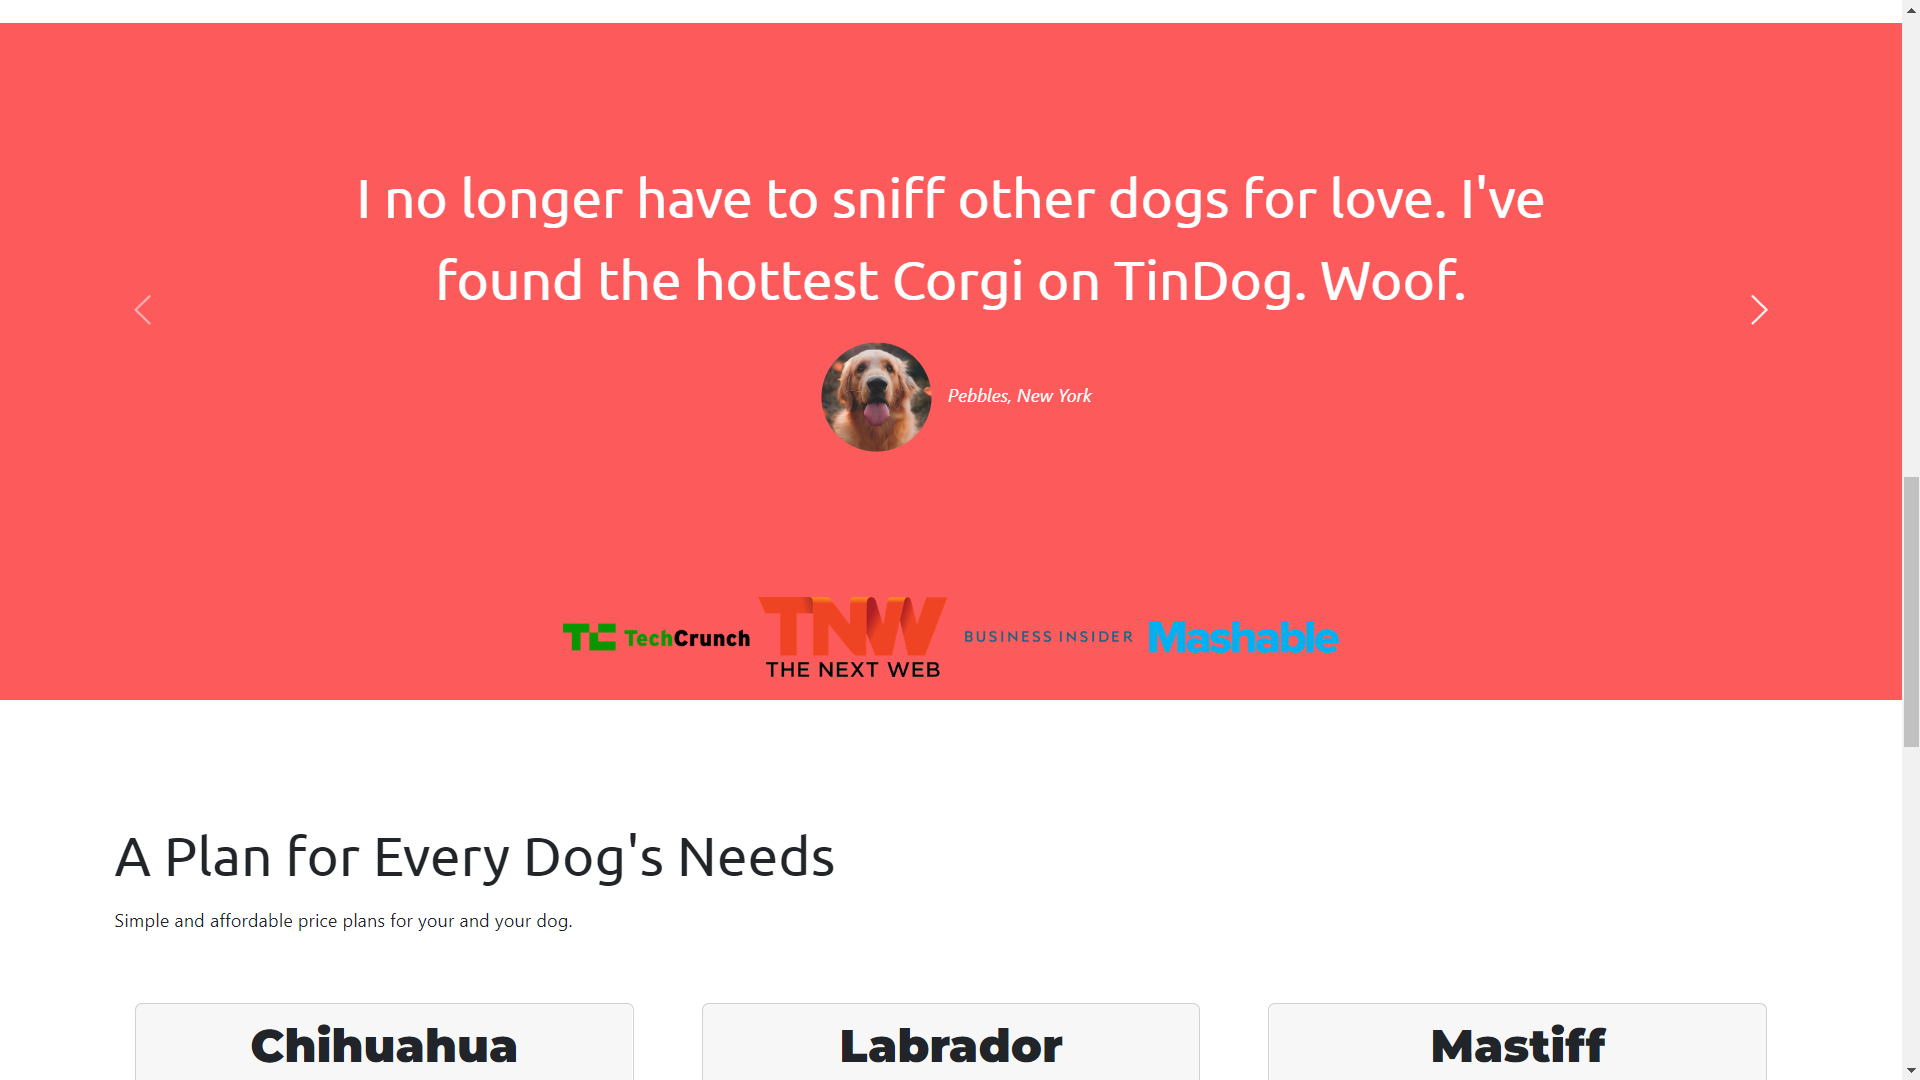 I no longer have to sniff other dogs for love. I've
found the hottest Corgi on TinDog. Woof.
Pebbles, New York
TC TechCrunch
TNW
THE NEXT WEB
BUSINESS INSIDER
Mashable
A Plan for Every Dog's Needs
Simple and affordable price plans for your and your dog.
Chihuahua
Labrador
Mastiff